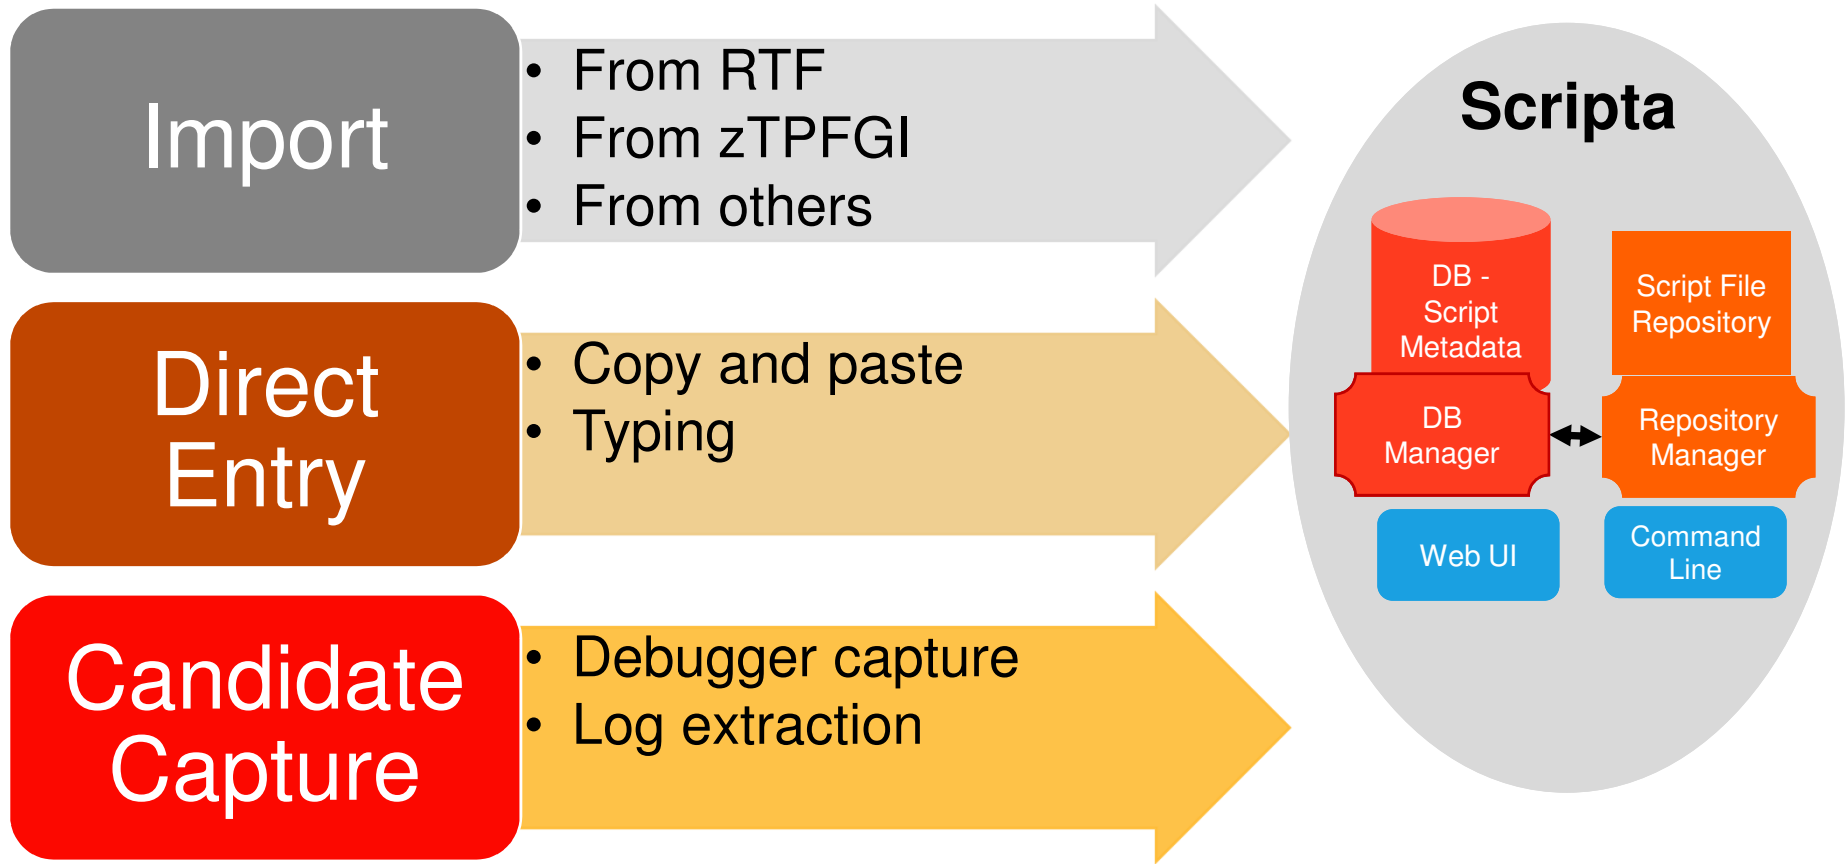 Import
• From RTF
• From zTPFGI
• From others
Direct
Entry
• Copy and paste
• Typing
Candidate
Capture
• Debugger capture
• Log extraction
Scripta
DB -
Script
Metadata
Script File
Repository
DB
Manager
Repository
Manager
Web UI
Command
Line